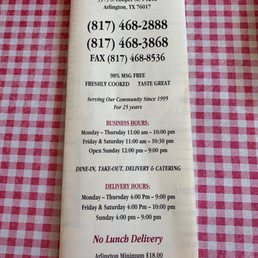 Arlington, TX 76017
(817) 468-2888
(817) 468-3868
FAX (817) 468-8536
98% MSG FREE
FRESHLY COOKED TASTE GREAT
Serving Our Community Since 1995
For 25 years
BUSINESS HOURS:
Monday – Thursday 11:00 am – 10:00 pm
Friday & Saturday 11:00 am – 10:30 pm
Open Sunday 12:00 pm – 9:00 pm
DINE-IN, TAKE-OUT, DELIVERY & CATERING
DELIVERY HOURS:
Monday – Thursday 4:00 Pm – 9:00 pm
Friday & Saturday 4:00 Pm – 10:00 pm
Sunday 4:00 pm – 9:00 pm
No Lunch Delivery
Arlington Minimum $18.00